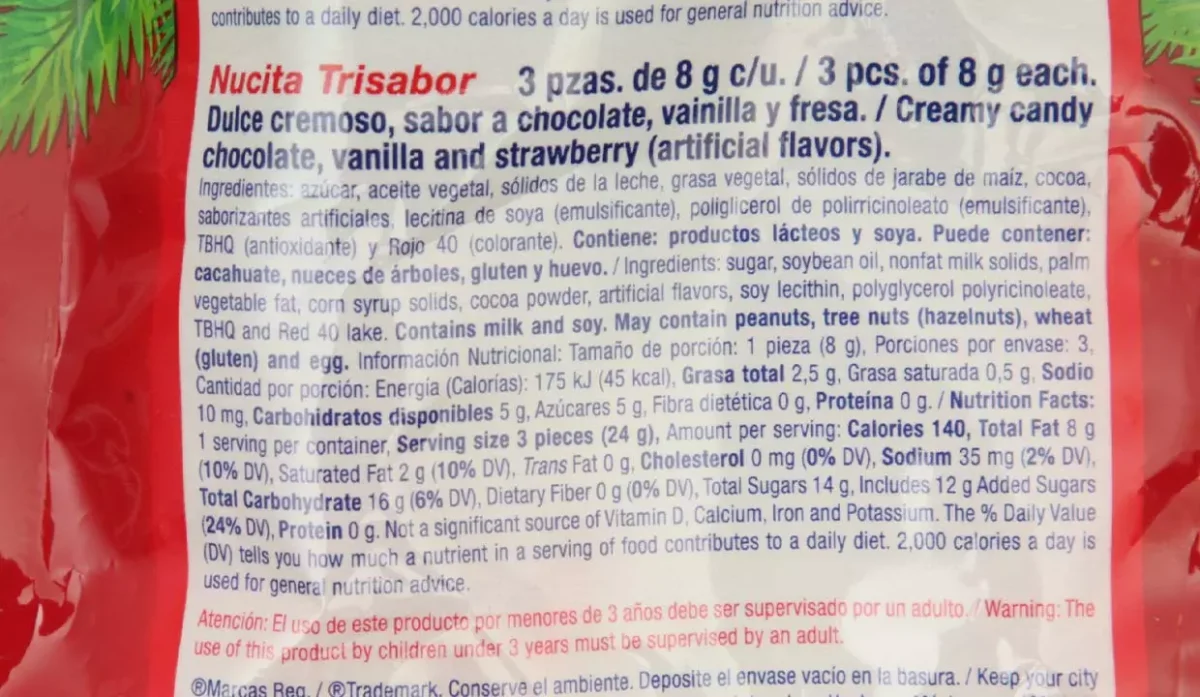 contributes to a daily diet. 2,000 calories a day is used for general nutrition advice.
Nucita Trisabor 3 pzas. de 8 g c/u. / 3 pcs. of 8 g each.
Dulce cremoso, sabor a chocolate, vainilla y fresa. / Creamy candy
chocolate, vanilla and strawberry (artificial flavors).
Ingredientes: azúcar, aceite vegetal, sólidos de la leche, grasa vegetal, sólidos de jarabe de maíz, cocoa,
saborizantes artificiales, lecitina de soya (emulsificante), poliglicerol de polirricinoleato (emulsificante),
TBHQ (antioxidante) y Rojo 40 (colorante). Contiene: productos lácteos y soya. Puede contener:
cacahuate, nueces de árboles, gluten y huevo. / Ingredients: sugar, soybean oil, nonfat milk solids, palm
vegetable fat, corn syrup solids, cocoa powder, artificial flavors, soy lecithin, polyglycerol polyricinoleate,
TBHQ and Red 40 lake. Contains milk and soy. May contain peanuts, tree nuts (hazelnuts), wheat
(gluten) and egg. Información Nutricional: Tamaño de porción: 1 pieza (8 g), Porciones por envase: 3,
Cantidad por porción: Energía (Calorías): 175 kJ (45 kcal), Grasa total 2,5 g, Grasa saturada 0,5 g, Sodio
10 mg, Carbohidratos disponibles 5 g, Azúcares 5 g, Fibra dietética 0 g, Proteína 0 g. / Nutrition Facts:
1 serving per container, Serving size 3 pieces (24 g), Amount per serving: Calories 140, Total Fat 8 g
(10% DV), Saturated Fat 2 g (10% DV), Trans Fat 0 g, Cholesterol 0 mg (0% DV), Sodium 35 mg (2% DV),
Total Carbohydrate 16 g (6% DV), Dietary Fiber 0 g (0% DV), Total Sugars 14 g, Includes 12 g Added Sugars
(24% DV), Protein 0 g. Not a significant source of Vitamin D, Calcium, Iron and Potassium. The % Daily Value
(DV) tells you how much a nutrient in a serving of food contributes to a daily diet. 2,000 calories a day is
used for general nutrition advice.
Atención: El uso de este producto por menores de 3 años debe ser supervisado por un adulto. / Warning: The
use of this product by children under 3 years must be supervised by an adult.
®Marcas Reg. / ®Trademark. Conserve el ambiente. Deposite el envase vacío en la basura. / Keep your city